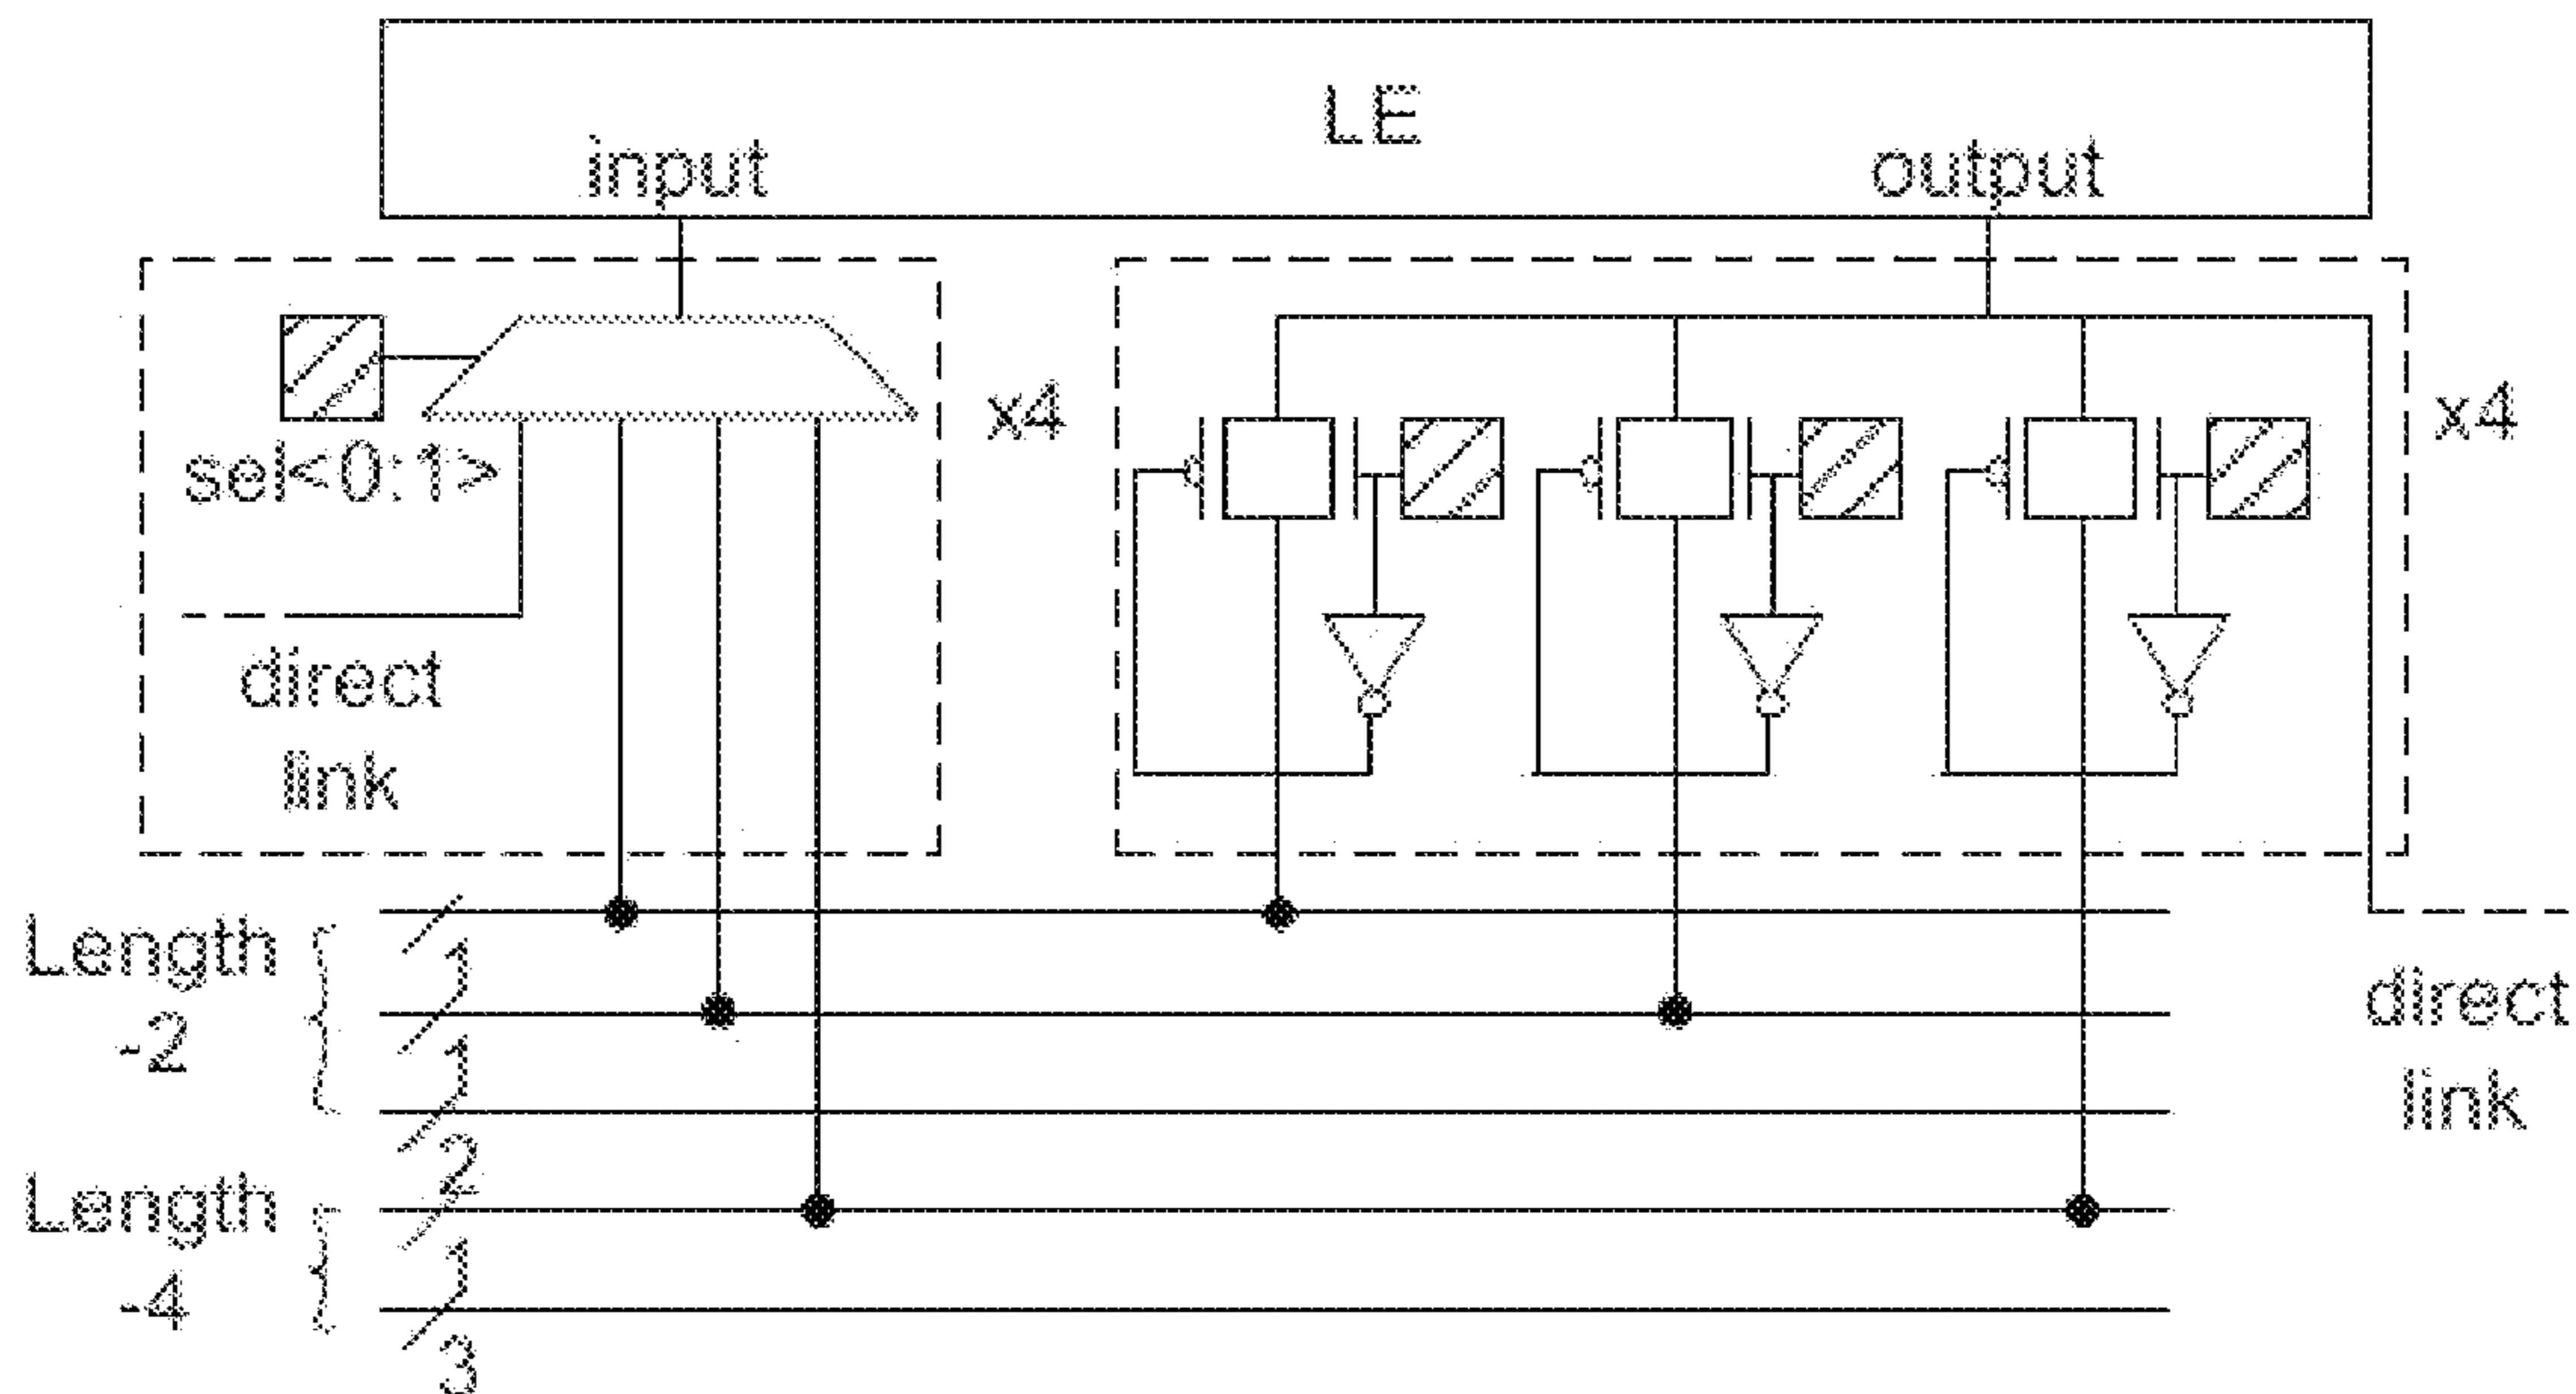 LE
input
output
x4
x4
sel<0:1>
direct
link
Length
-2
1
1
2
direct
link
Length
-4
1
3